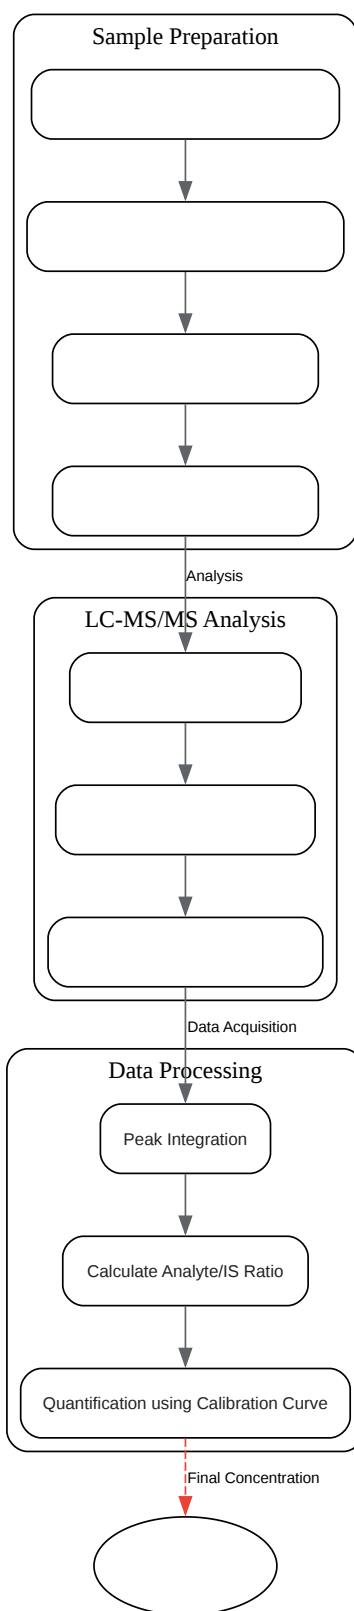 Sample Preparation
Analysis
LC-MS/MS Analysis
Data Acquisition
Data Processing
Peak Integration
Calculate Analyte/IS Ratio
Quantification using Calibration Curve
Final Concentration